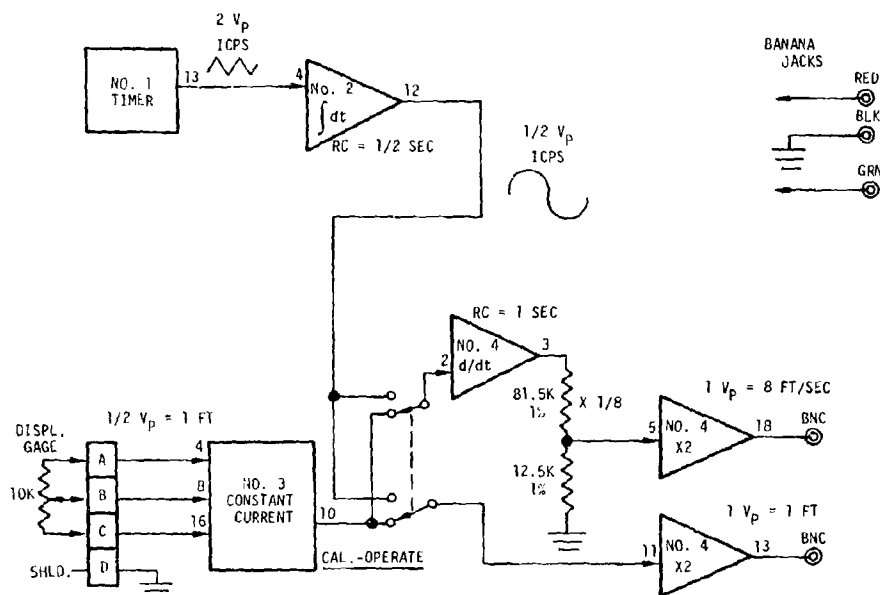 2 Vp
ICPS
NO. 1
TIMER
13
4
NO. 2
∫ dt
12
RC = 1/2 SEC
1/2 Vp
ICPS
BANANA
JACKS
RED
BLK
GRN
RC = 1 SEC
2
NO. 4
d/dt
3
81.5K
1%
X 1/8
12.5K
1%
1 Vp = 8 FT/SEC
5
NO. 4
X2
18
BNC
1/2 Vp = 1 FT
DISPL.
GAGE
10K
A
B
C
D
SHLD.
4
8
16
NO. 3
CONSTANT
CURRENT
10
CAL.-OPERATE
1 Vp = 1 FT
11
NO. 4
X2
13
BNC